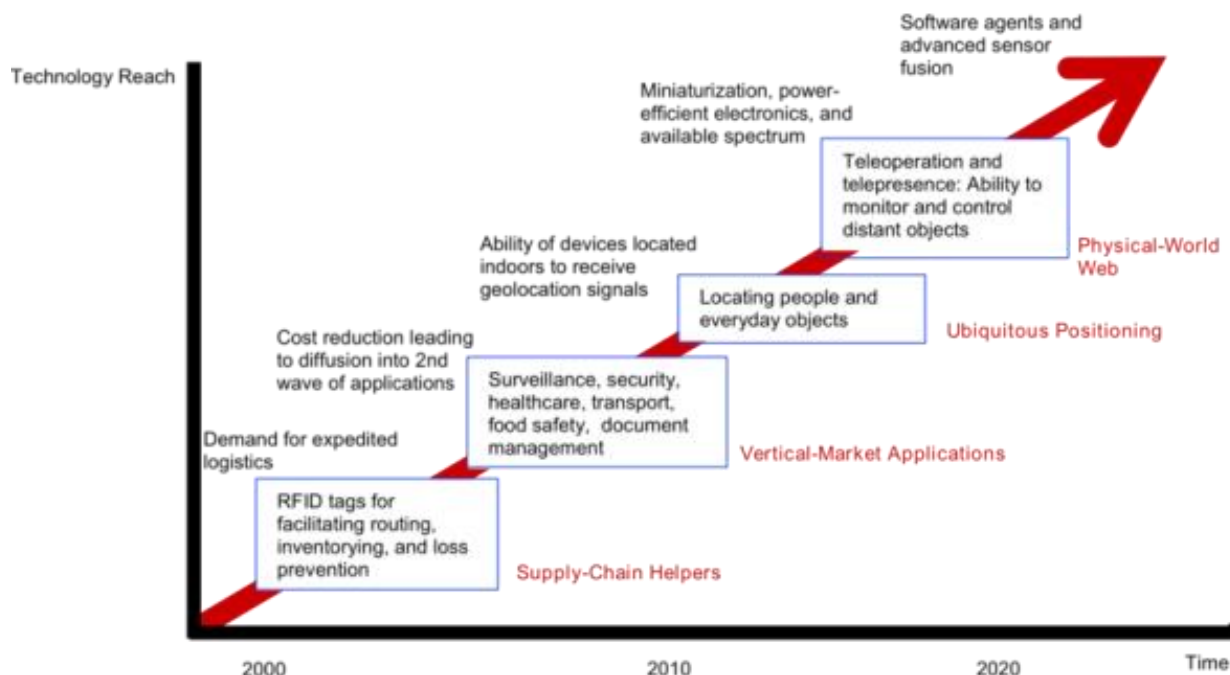 Software agents and
advanced sensor
fusion
Technology Reach
Miniaturization, power-
efficient electronics, and
available spectrum
Teleoperation and
telepresence: Ability to
monitor and control
distant objects
Physical-World
Web
Ability of devices located
indoors to receive
geolocation signals
Locating people and
everyday objects
Ubiquitous Positioning
Cost reduction leading
to diffusion into 2nd
wave of applications
Surveillance, security,
healthcare, transport,
food safety, document
management
Vertical-Market Applications
Demand for expedited
logistics
RFID tags for
facilitating routing,
inventorying, and loss
prevention
Supply-Chain Helpers
2000
2010
2020
Time